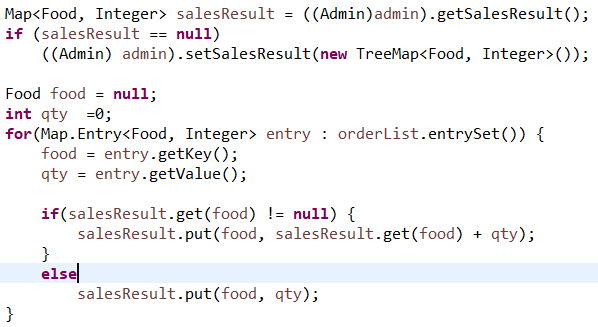 Map<Food, Integer> salesResult = ((Admin)admin).getSalesResult();
if (salesResult == null)
    ((Admin) admin).setSalesResult(new TreeMap<Food, Integer>());

Food food = null;
int qty  =0;
for(Map.Entry<Food, Integer> entry : orderList.entrySet()) {
    food = entry.getKey();
    qty = entry.getValue();

    if(salesResult.get(food) != null) {
        salesResult.put(food, salesResult.get(food) + qty);
    }
    else
        salesResult.put(food, qty);
}